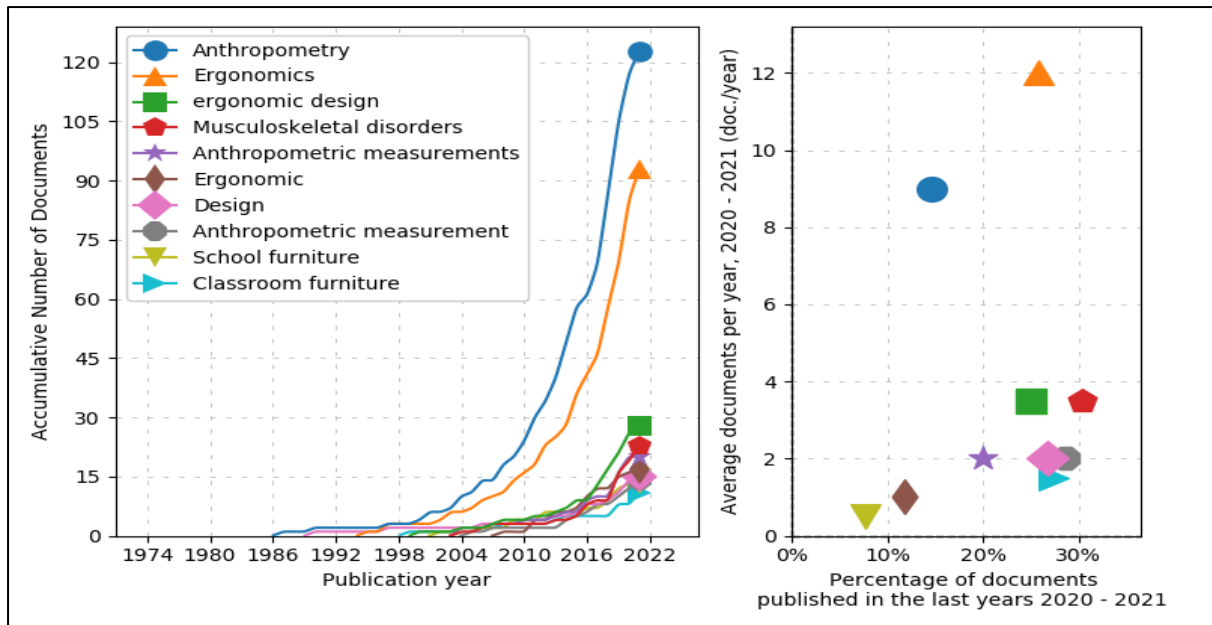 Accumulative Number of Documents
120
105
90
75
60
45
30
15
0
Anthropometry
Ergonomics
ergonomic design
Musculoskeletal disorders
Anthropometric measurements
Ergonomic
Design
Anthropometric measurement
School furniture
Classroom furniture
1974 1980 1986 1992 1998 2004 2010 2016 2022
Publication year
Average documents per year, 2020 - 2021 (doc./year)
12
10
8
6
4
2
0
0% 10% 20% 30%
Percentage of documents
published in the last years 2020 - 2021